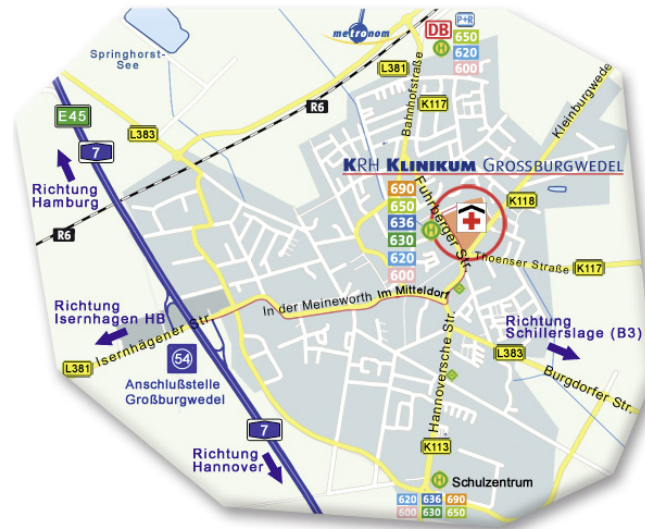 metronom
DB
P+R
650
620
600
H
Springhorst-
See
L381
Bahnhofstraße
K117
Kleinburgwedel
R6
E45
L383
7
Richtung
Hamburg
KRH KLINIKUM GROSSBURGWEDEL
690
650
636
630
620
600
H
Fuhrberger Str.
K118
R6
Thoenser Straße
K117
Richtung
Isernhagen HB
In der Meineworth
Im Mitteldorf
Isernhägener Str.
Richtung
Schillerslage (B3)
L381
54
Anschlußstelle
Großburgwedel
Hannoversche Str.
L383
Burgdorfer Str.
7
Richtung
Hannover
K113
H
Schulzentrum
620 636 690
600 630 650